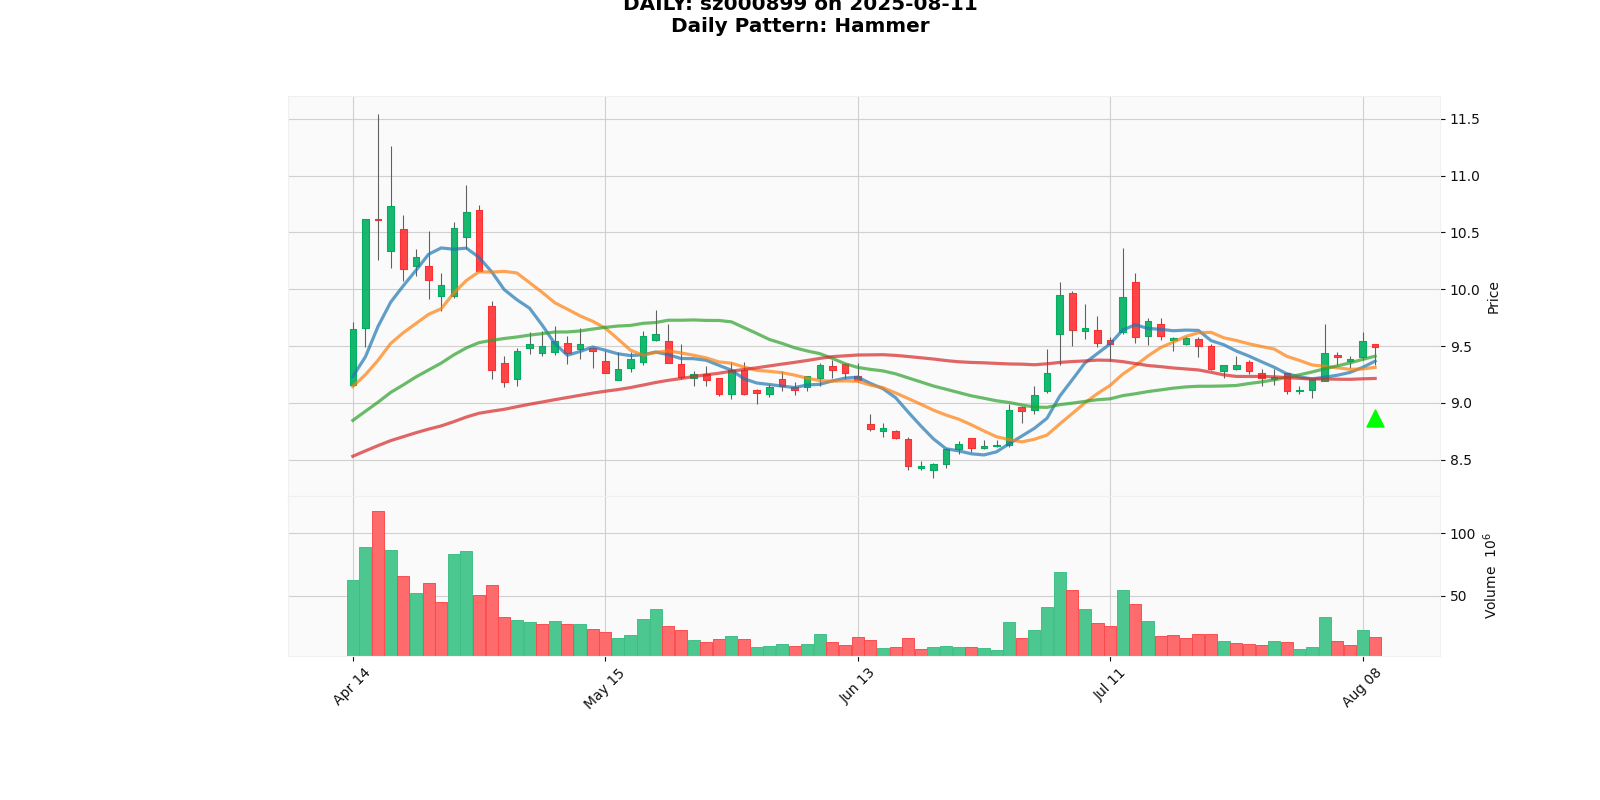 DAILY: sz000899 on 2025-08-11
Daily Pattern: Hammer
11.5
11.0
10.5
10.0
9.5
9.0
8.5
Price
100
50
Volume 10⁶
Apr 14
May 15
Jun 13
Jul 11
Aug 08